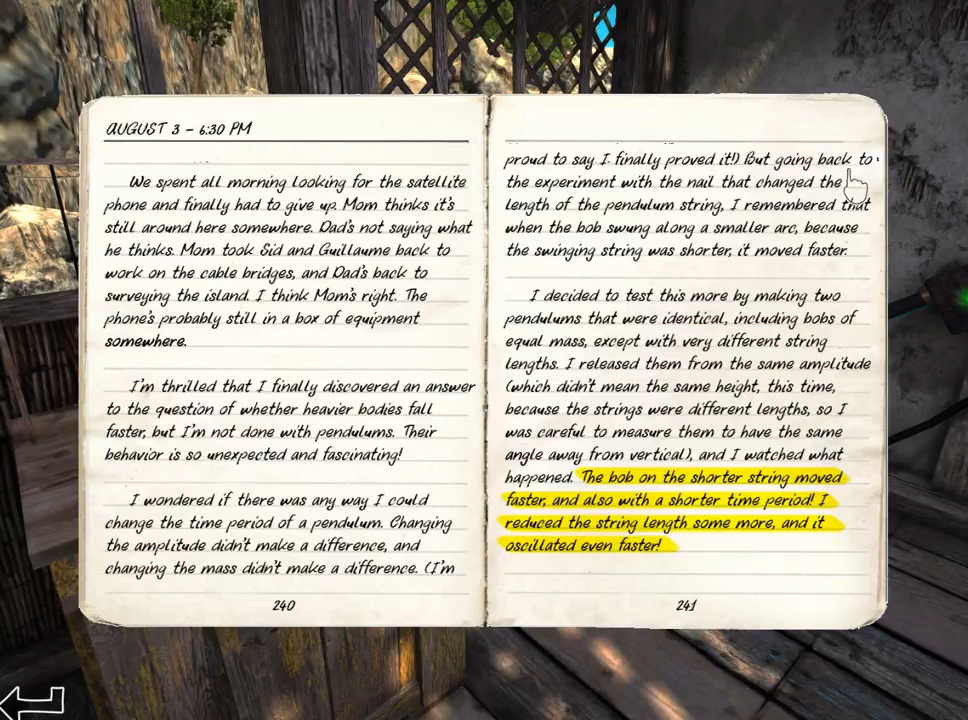 AUGUST 3 - 6:30 PM
We spent all morning looking for the satellite
phone and finally had to give up. Mom thinks it's
still around here somewhere. Dad's not saying what
he thinks. Mom took Sid and Guillaume back to
work on the cable bridges, and Dad's back to
surveying the island. I think Mom's right. The
phone's probably still in a box of equipment
somewhere.
I'm thrilled that I finally discovered an answer
to the question of whether heavier bodies fall
faster, but I'm not done with pendulums. Their
behavior is so unexpected and fascinating!
I wondered if there was any way I could
change the time period of a pendulum. Changing
the amplitude didn't make a difference, and
changing the mass didn't make a difference. (I'm
240
proud to say I finally proved it!) But going back to
the experiment with the nail that changed the
length of the pendulum string, I remembered that
when the bob swung along a smaller arc, because
the swinging string was shorter, it moved faster.
I decided to test this more by making two
pendulums that were identical, including bobs of
equal mass, except with very different string
lengths. I released them from the same amplitude
(which didn't mean the same height, this time,
because the strings were different lengths, so I
was careful to measure them to have the same
angle away from vertical), and I watched what
happened. The bob on the shorter string moved
faster, and also with a shorter time period! I
reduced the string length some more, and it
oscillated even faster!
241